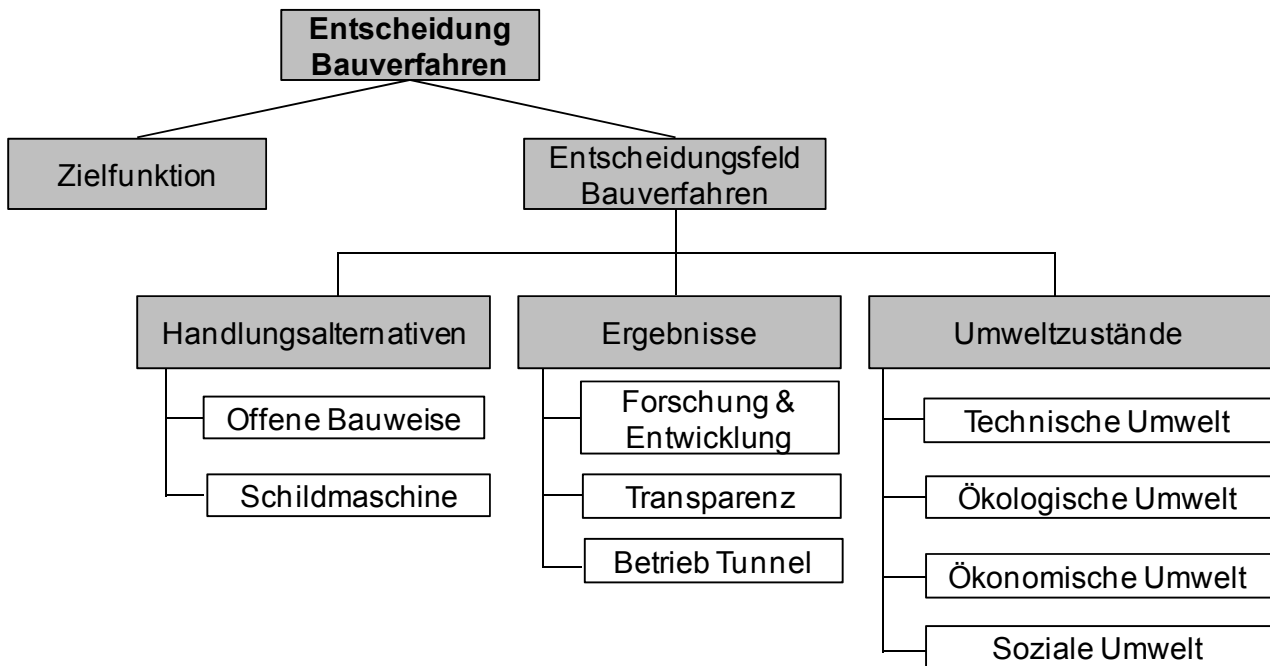 Entscheidung
Bauverfahren
Zielfunktion
Entscheidungsfeld
Bauverfahren
Handlungsalternativen
Offene Bauweise
Schildmaschine
Ergebnisse
Forschung &
Entwicklung
Transparenz
Betrieb Tunnel
Umweltzustände
Technische Umwelt
Ökologische Umwelt
Ökonomische Umwelt
Soziale Umwelt